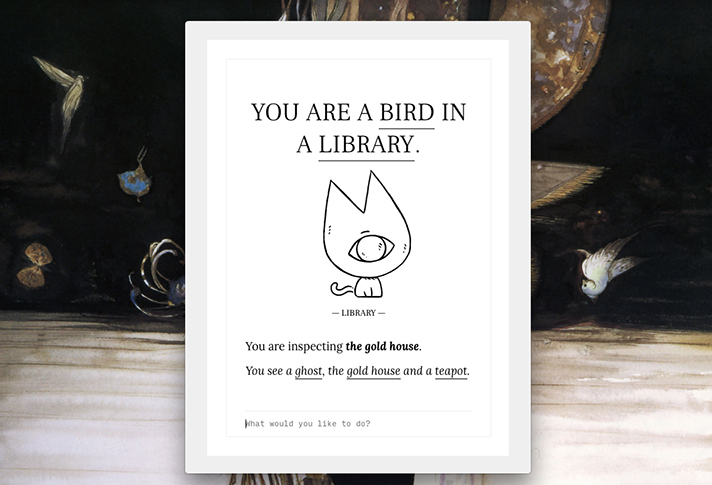 YOU ARE A BIRD IN
A LIBRARY.
— LIBRARY —
You are inspecting the gold house.
You see a ghost, the gold house and a teapot.
What would you like to do?